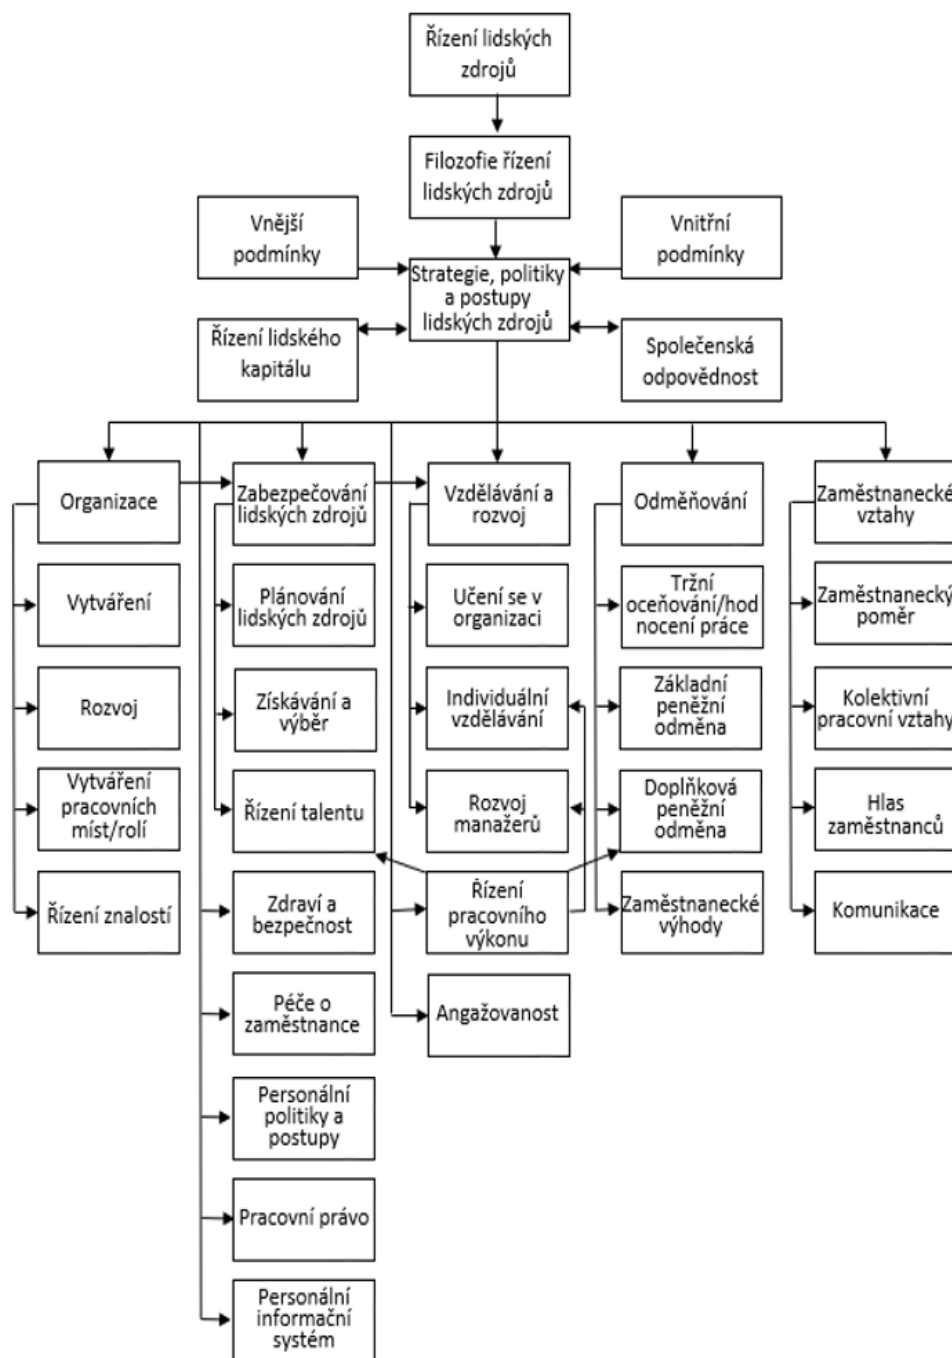 Řízení lidských
zdrojů
Filozofie řízení
lidských zdrojů
Vnější
podmínky
Vnitřní
podmínky
Strategie, politiky
a postupy
lidských zdrojů
Řízení lidského
kapitálu
Společenská
odpovědnost
Organizace
Zabezpečování
lidských zdrojů
Vzdělávání a
rozvoj
Odměňování
Zaměstnanecké
vztahy
Vytváření
Plánování
lidských zdrojů
Učení se v
organizaci
Tržní
oceňování/hod
nocení práce
Zaměstnanecký
poměr
Rozvoj
Získávání a
výběr
Individuální
vzdělávání
Základní
peněžní
odměna
Kolektivní
pracovní vztahy
Vytváření
pracovních
míst/rolí
Řízení talentu
Rozvoj
manažerů
Doplňková
peněžní
odměna
Hlas
zaměstnanců
Řízení znalostí
Zdraví a
bezpečnost
Řízení
pracovního
výkonu
Zaměstnanecké
výhody
Komunikace
Péče o
zaměstnance
Angažovanost
Personální
politiky a
postupy
Pracovní právo
Personální
informační
systém